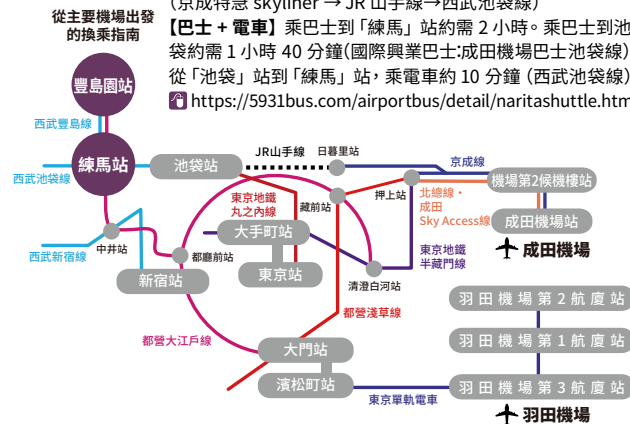 (京成特急 skyliner→JR 山手線→西武池袋線)
從主要機場出發
的換乘指南
【巴士 + 電車】乘巴士到「練馬」站約需 2 小時。乘巴士到池
袋約需 1 小時 40 分鐘(國際興業巴士:成田機場巴士池袋線)
從「池袋」站到「練馬」站，乘電車約 10 分鐘 (西武池袋線)
https://5931bus.com/airportbus/detail/naritashuttle.htm
豐島園站
西武豐島線
練馬站
西武池袋線
池袋站
JR山手線
日暮里站
京成線
機場第2候機樓站
押上站
北總線・
成田
Sky Access線
成田機場站
成田機場
東京地鐵
丸之內線
藏前站
大手町站
東京站
東京地鐵
半藏門線
清澄白河站
中井站
西武新宿線
都廳前站
新宿站
都營淺草線
都營大江戶線
大門站
濱松町站
東京單軌電車
羽田機場第2航廈站
羽田機場第1航廈站
羽田機場第3航廈站
羽田機場